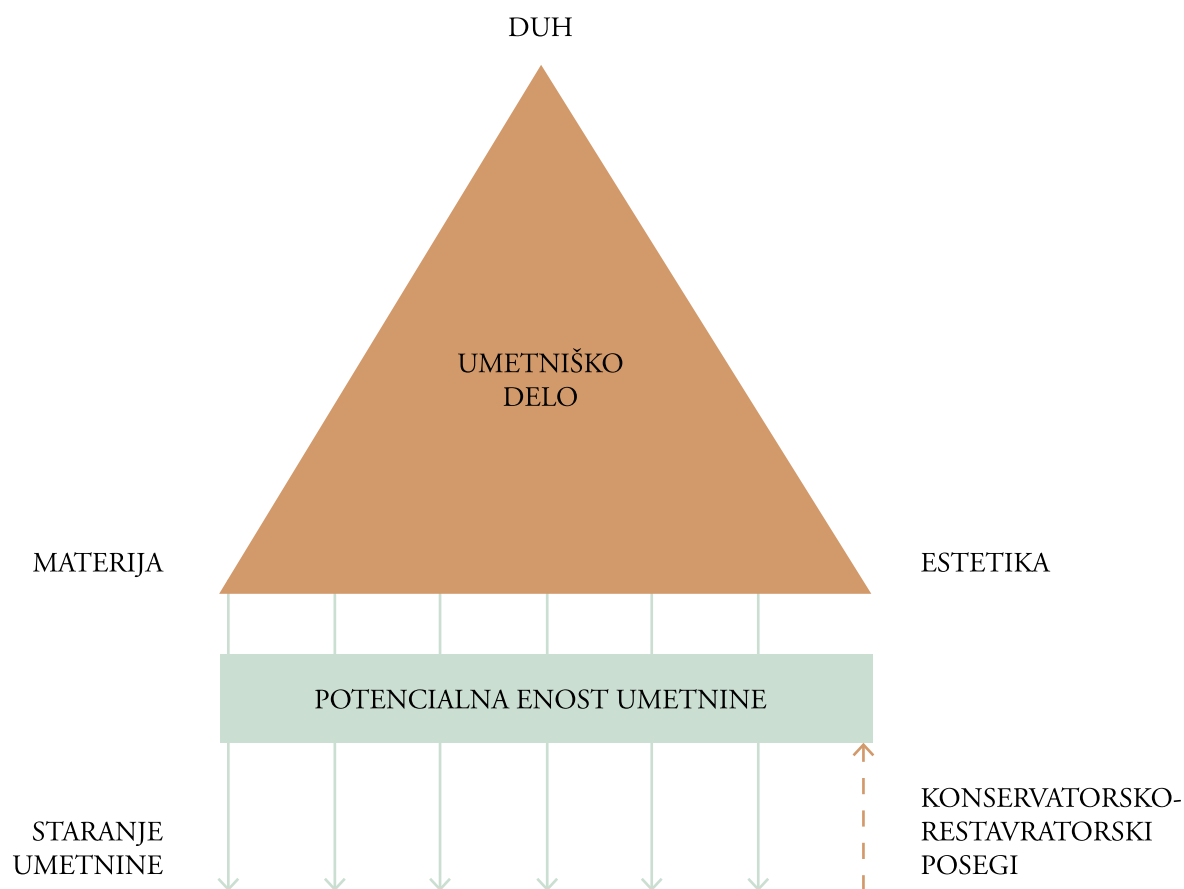 DUH
UMETNIŠKO
DELO
MATERIJA
ESTETIKA
POTENCIALNA ENOST UMETNINE
STARANJE
UMETNINE
KONSERVATORSKO-
RESTAVRATORSKI
POSEGI